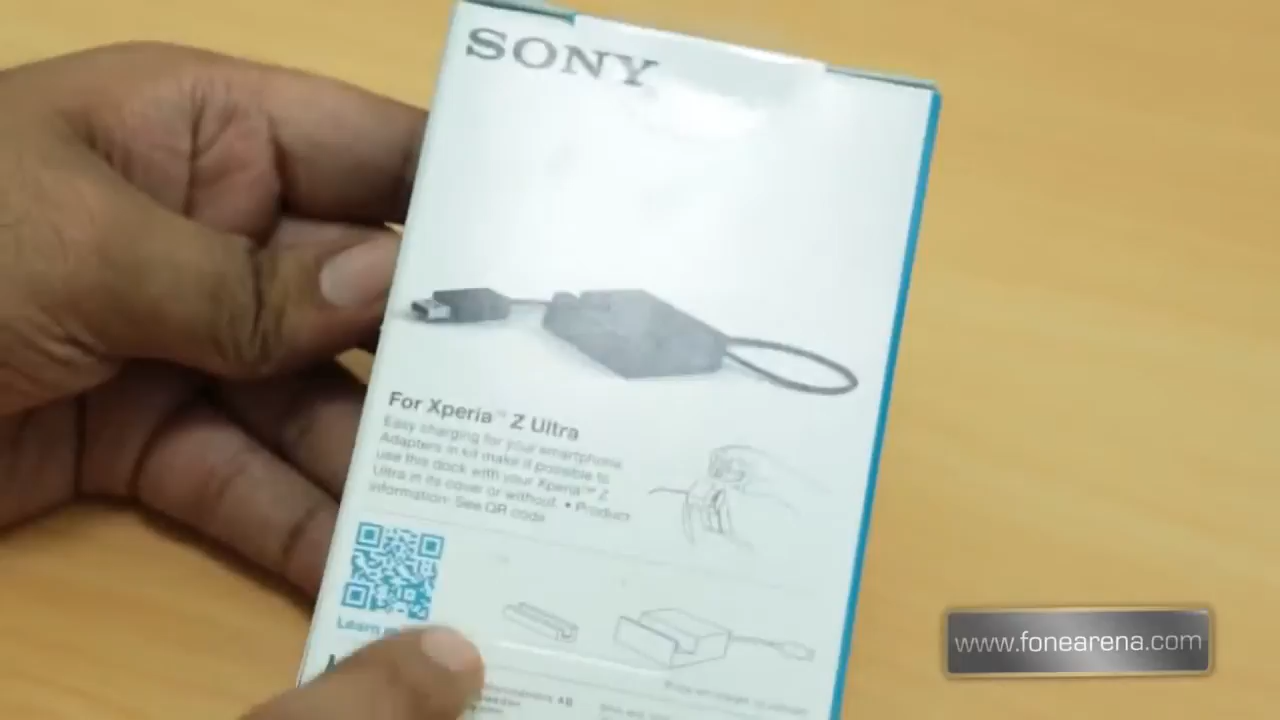 SONY
For Xperia™ Z Ultra
Easy charging for your smartphone.
Adapters in kit make it possible to
use this dock with your Xperia™ Z
Ultra in its cover or without. • Product
information: See QR code
Learn
www.fonearena.com